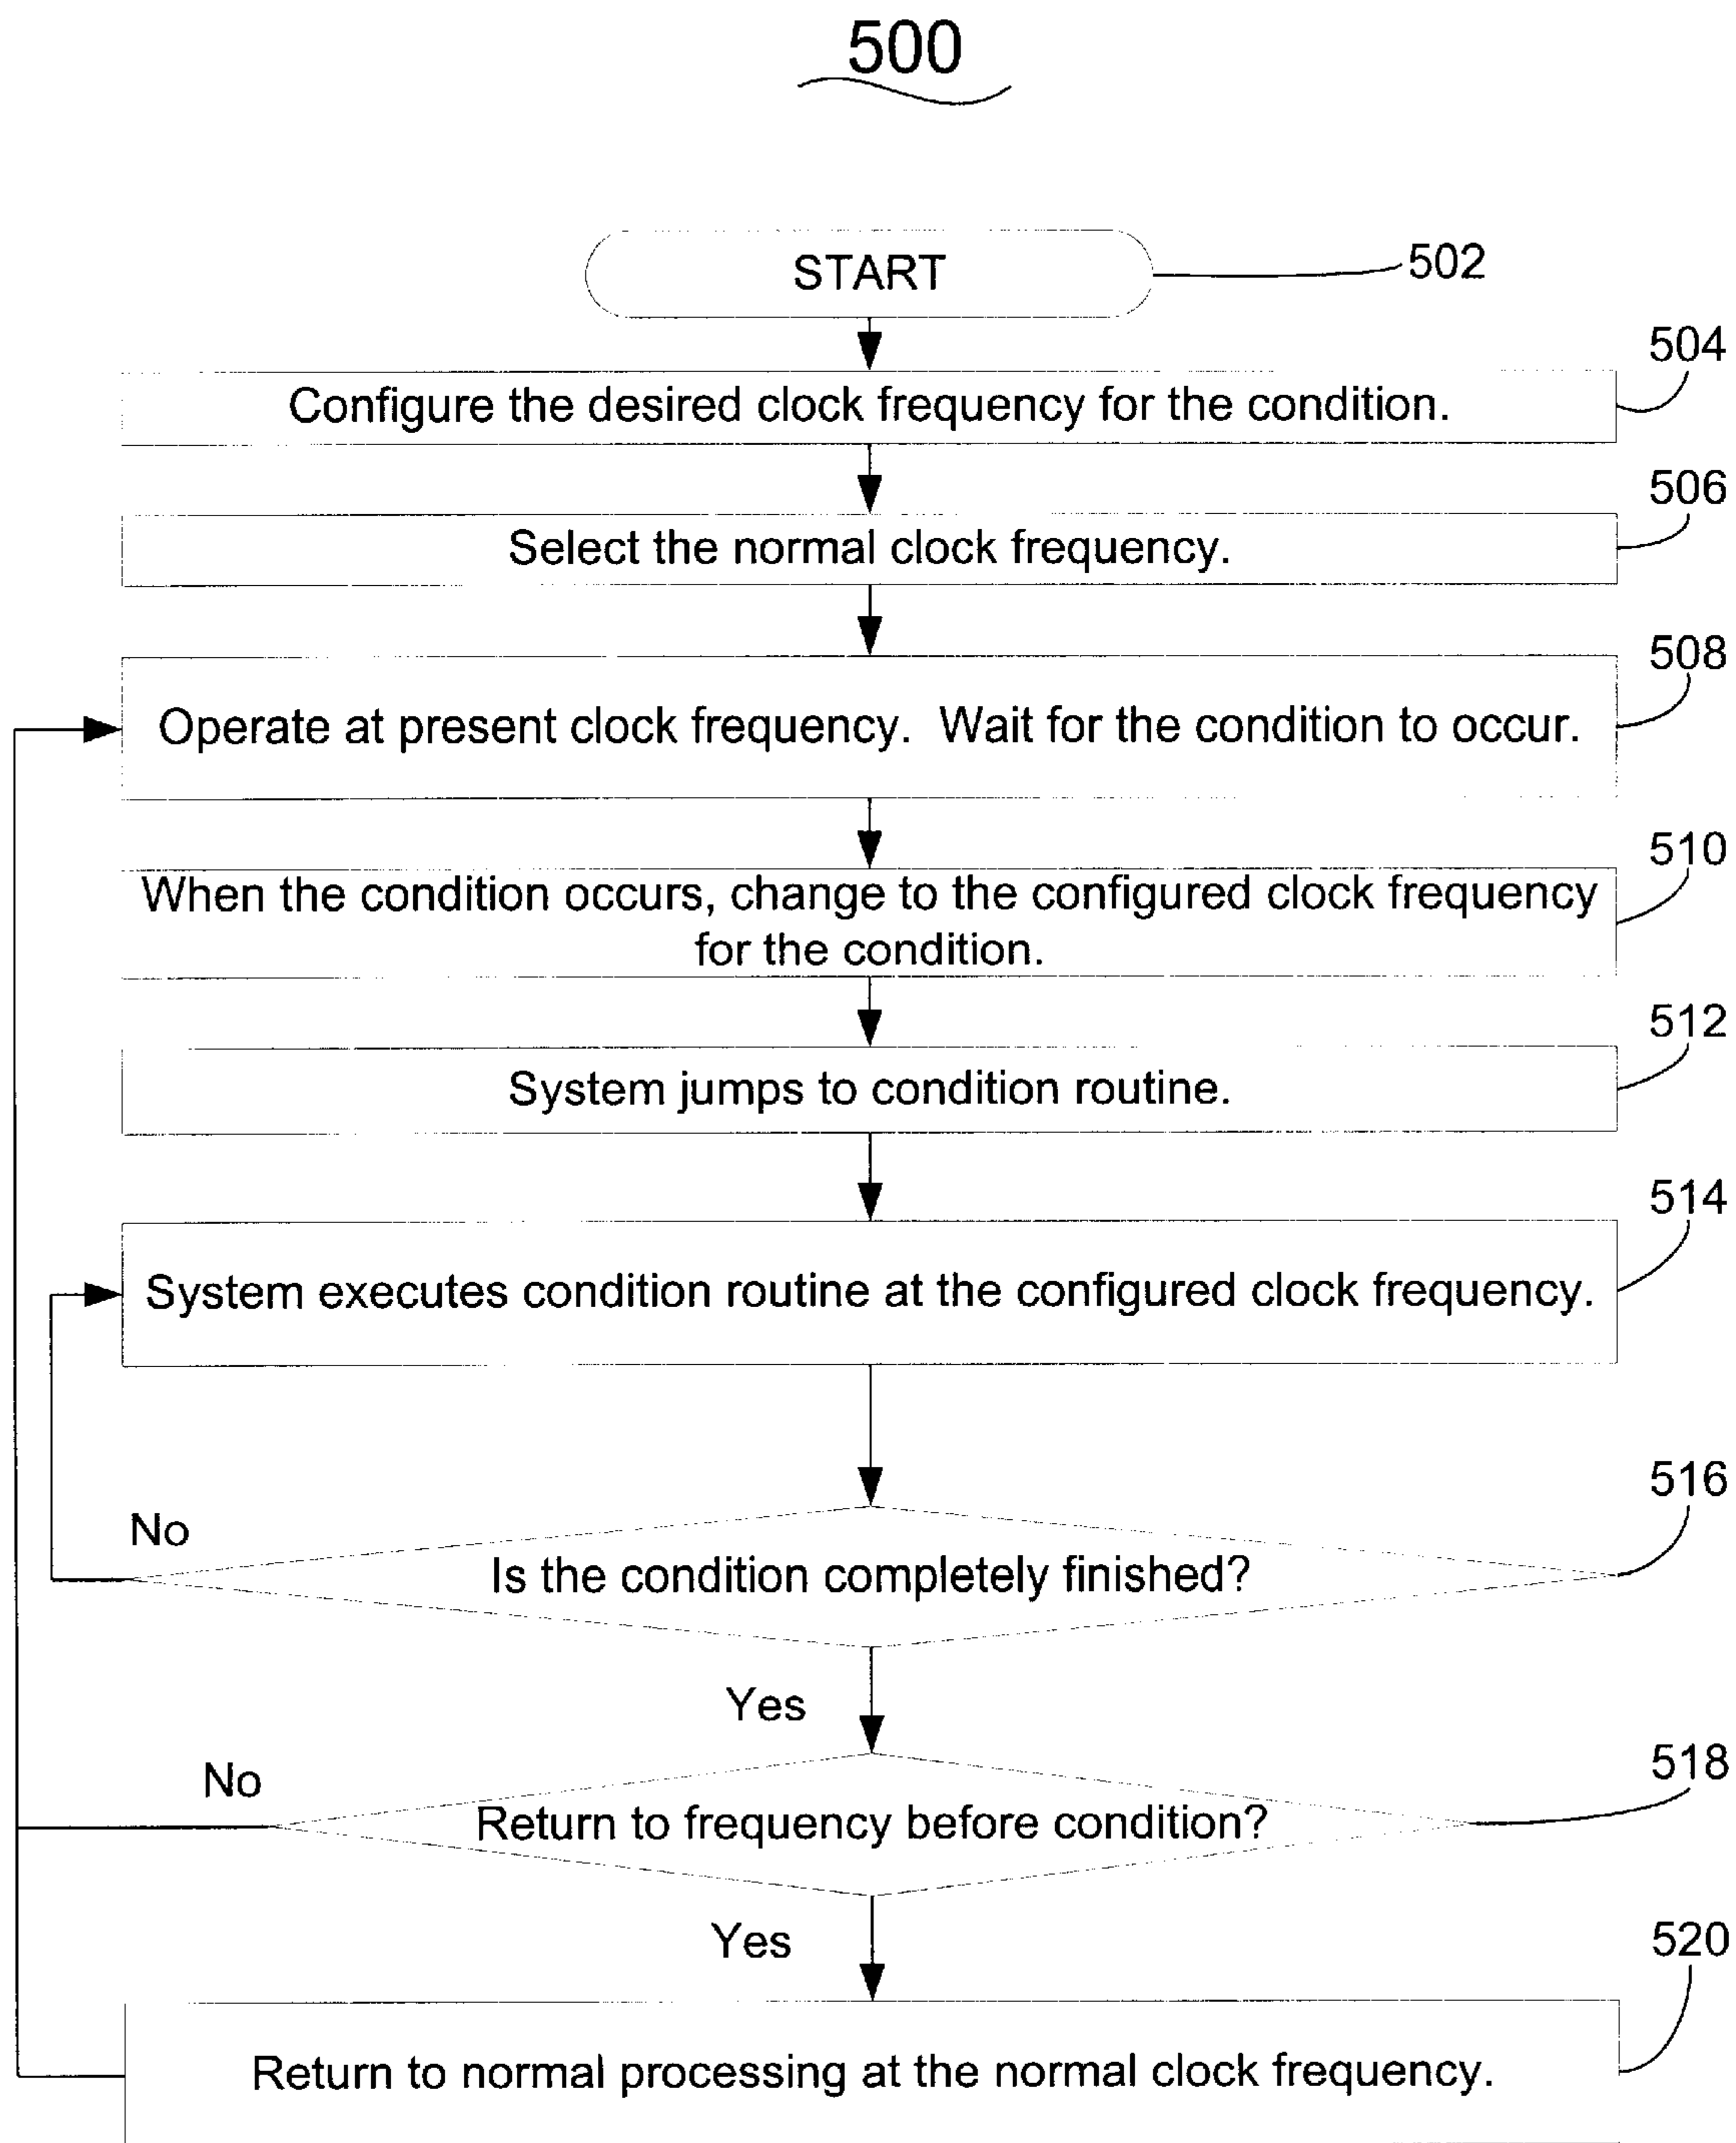 500
START
502
504
Configure the desired clock frequency for the condition.
506
Select the normal clock frequency.
508
Operate at present clock frequency.  Wait for the condition to occur.
510
When the condition occurs, change to the configured clock frequency
for the condition.
512
System jumps to condition routine.
514
System executes condition routine at the configured clock frequency.
516
No
Is the condition completely finished?
Yes
518
No
Return to frequency before condition?
Yes
520
Return to normal processing at the normal clock frequency.